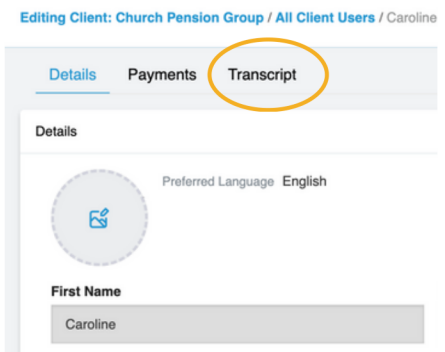 Editing Client: Church Pension Group / All Client Users / Caroline
Details Payments Transcript
Details
Preferred Language English
First Name
Caroline